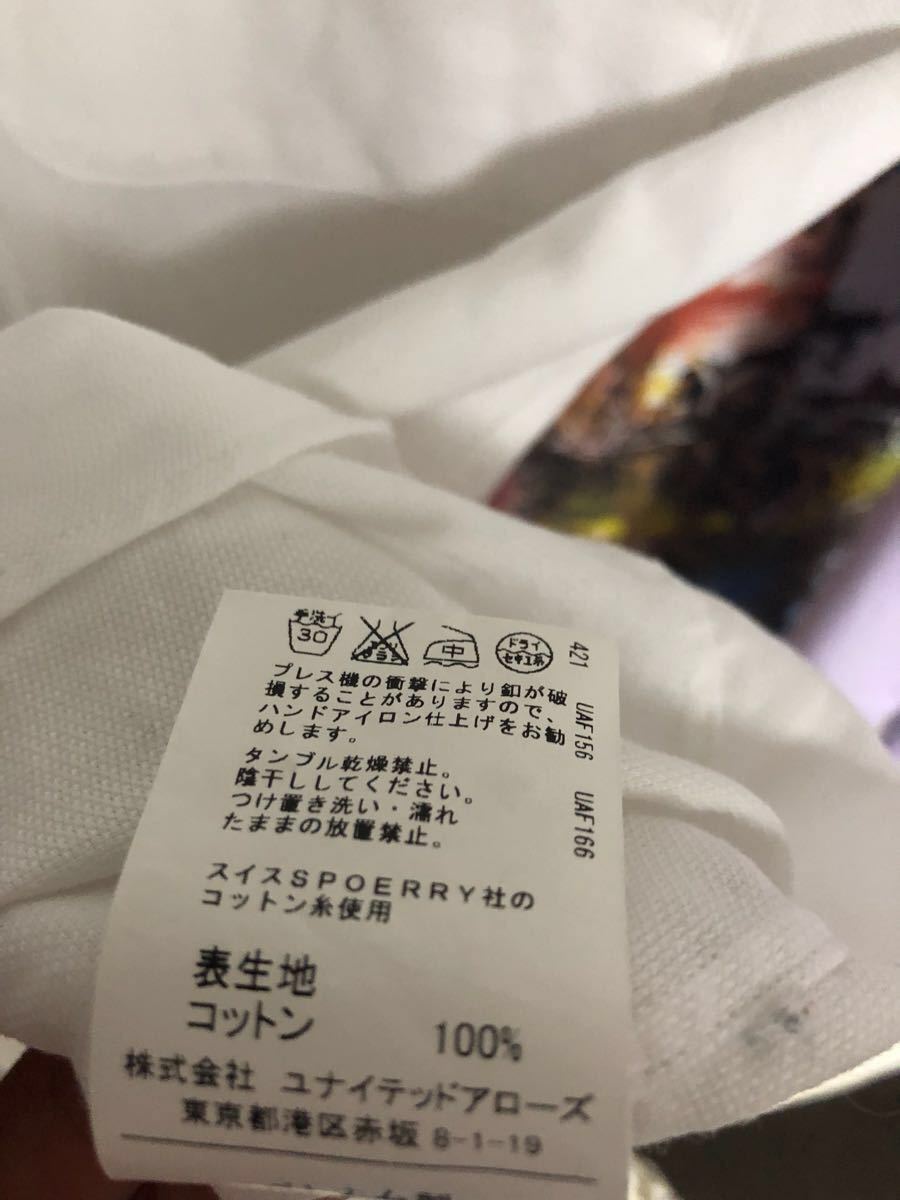 手洗イ
30
中
ドライ
セキユ系
プレス機の衝撃により釦が破
損することがありますので、
ハンドアイロン仕上げをお勧
めします。
タンブル乾燥禁止。
陰干ししてください。
つけ置き洗い・濡れ
たままの放置禁止。
スイスSPOERRY社の
コットン糸使用
表生地
コットン 100%
株式会社 ユナイテッドアローズ
東京都港区赤坂 8-1-19
421 UAF156 UAF166